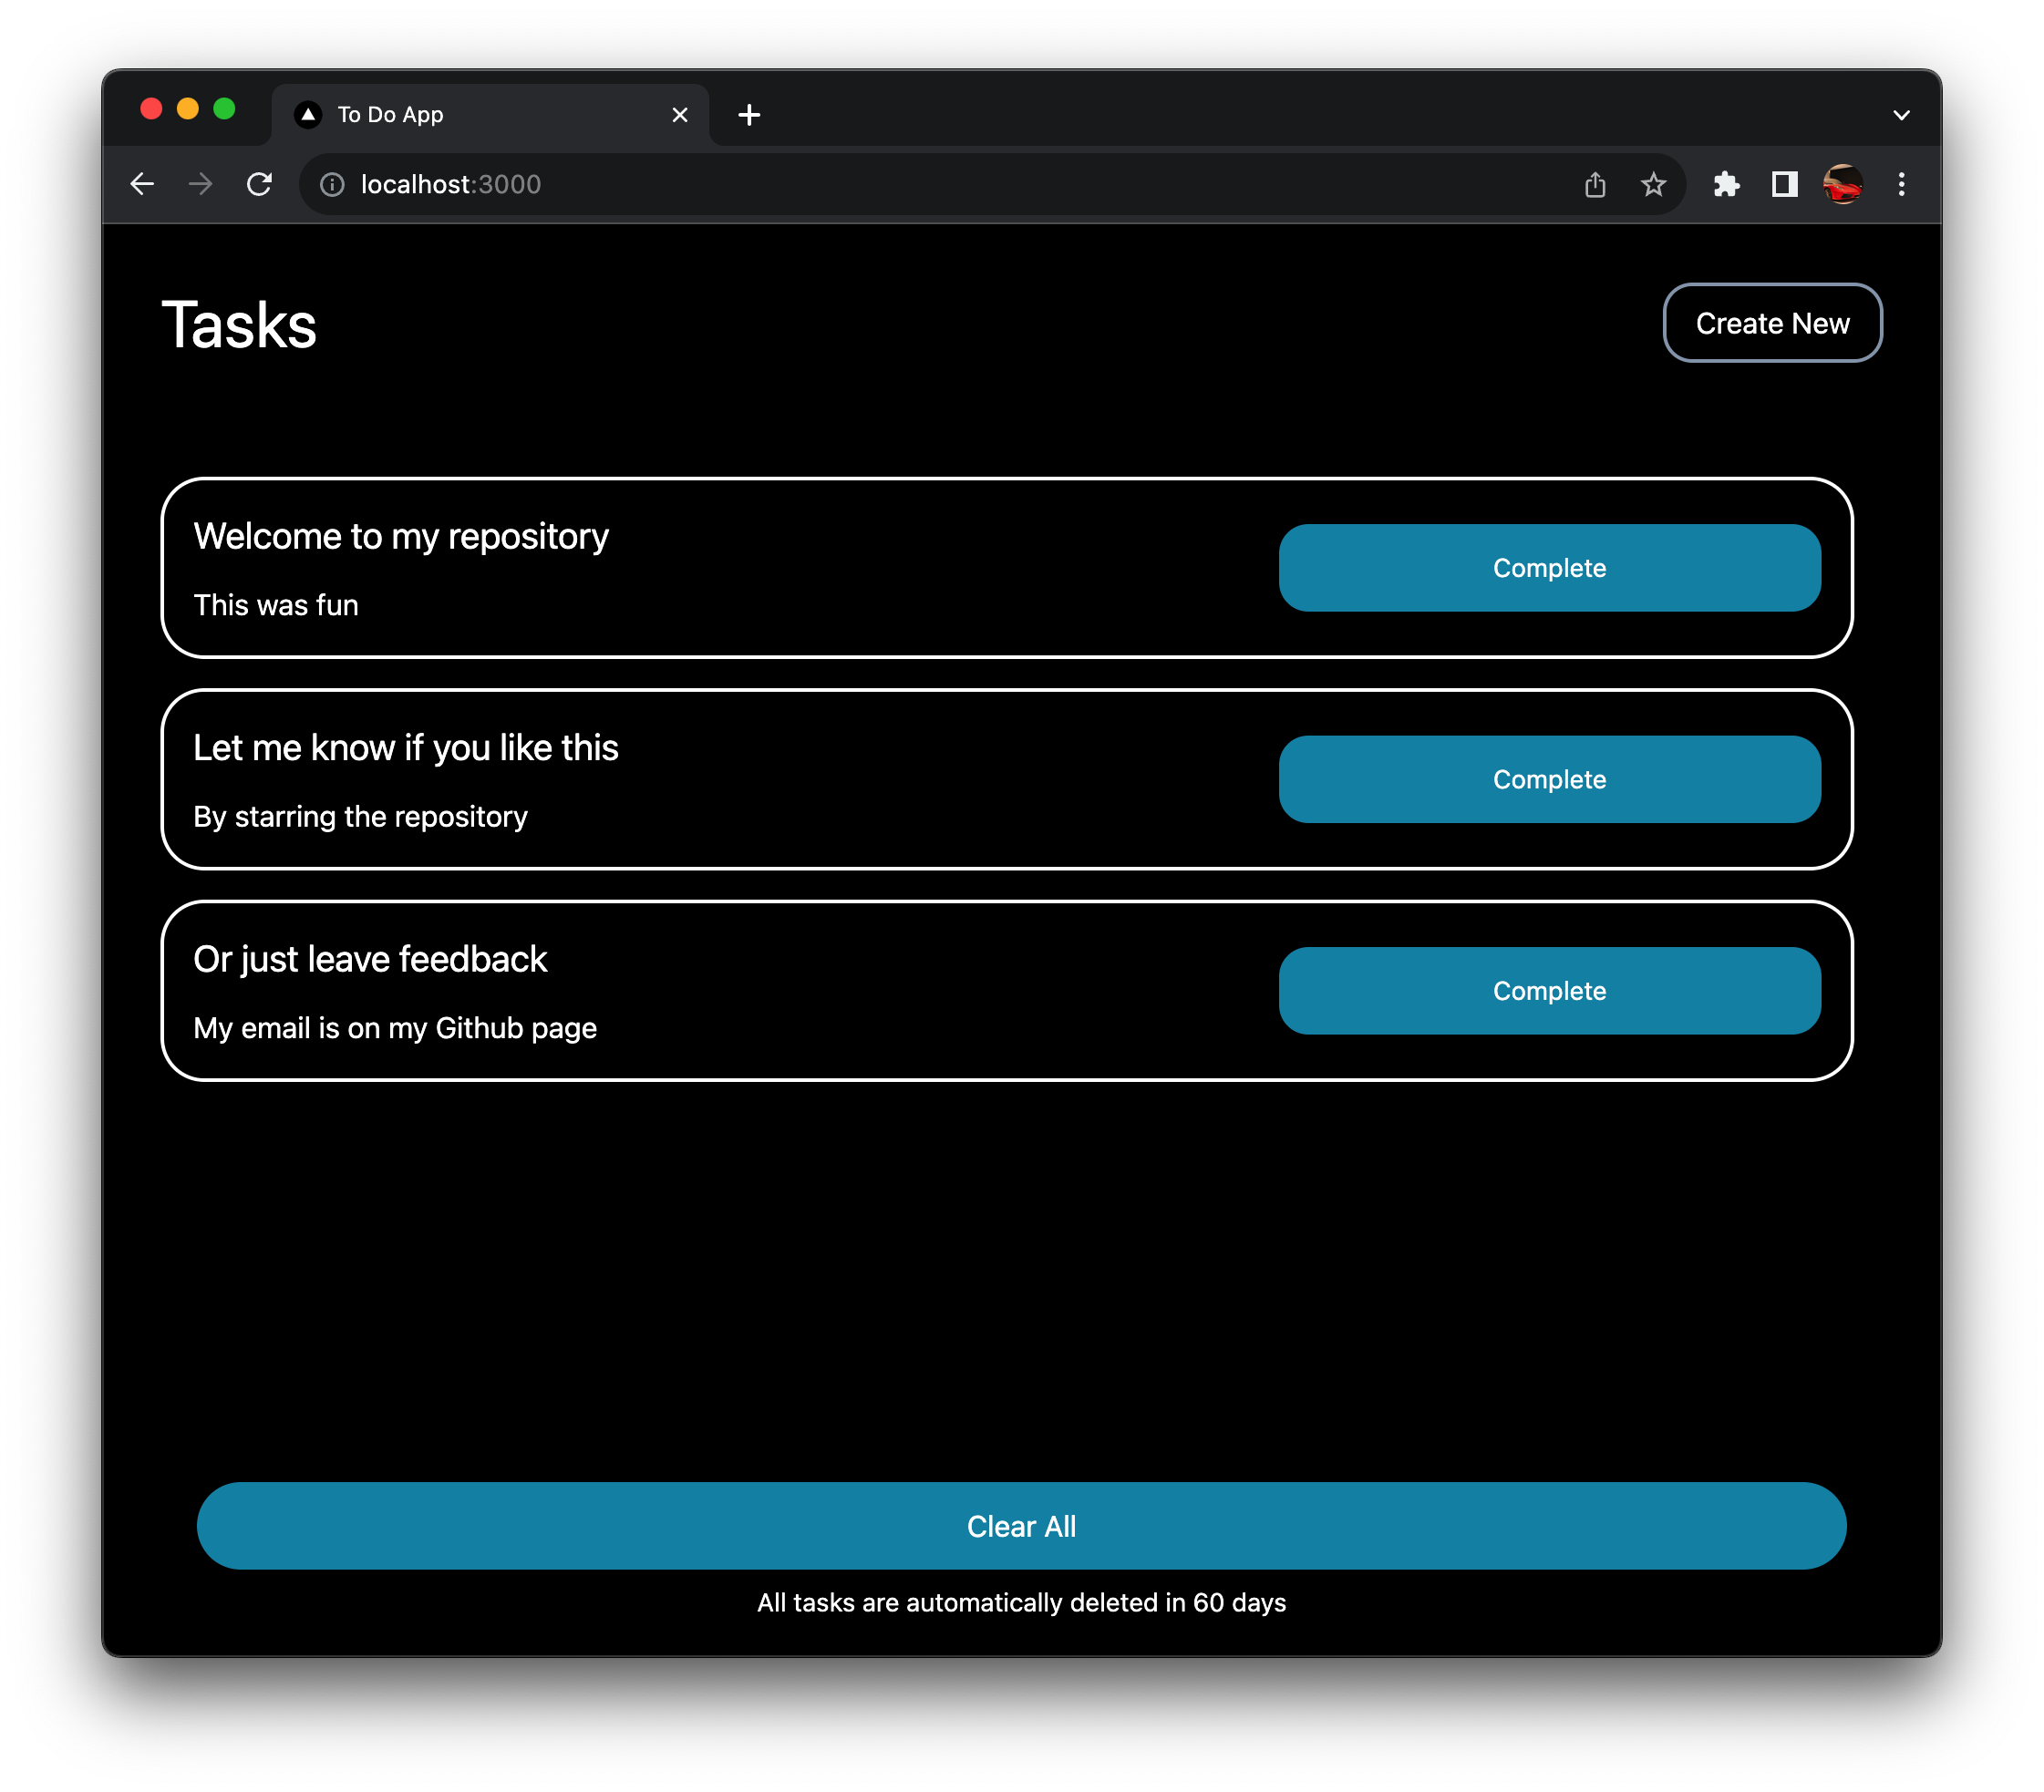 To Do App
localhost:3000
Tasks
Create New
Welcome to my repository
This was fun
Complete
Let me know if you like this
By starring the repository
Complete
Or just leave feedback
My email is on my Github page
Complete
Clear All
All tasks are automatically deleted in 60 days